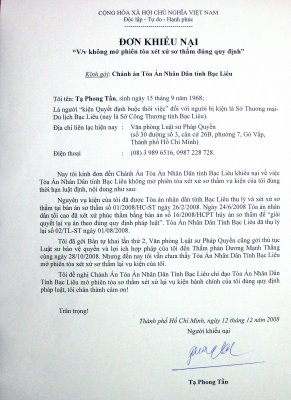 CỘNG HÒA XÃ HỘI CHỦ NGHĨA VIỆT NAM
Độc lập - Tự do - Hạnh phúc
ĐƠN KHIẾU NẠI
"V/v không mở phiên tòa xét xử sơ thẩm đúng quy định"
Kính gởi: Chánh án Tòa Án Nhân Dân tỉnh Bạc Liêu
Tôi tên: Tạ Phong Tần, sinh ngày 15 tháng 9 năm 1968;
Là người "kiện Quyết định buộc thôi việc" đối với người bị kiện là Sở Thương mại-
Du lịch Bạc Liêu (nay là Sở Công Thương tỉnh Bạc Liêu).
Địa chỉ liên lạc hiện nay : Văn phòng Luật sư Pháp Quyền
(số 30 đường số 3, căn cứ 26B, phường 7, Gò Vấp,
Thành phố Hồ Chí Minh)
Điện thoại : (08) 3 989 6516, 0987 228 728.
Nay tôi kính đơn đến Chánh Án Tòa Án Nhân Dân tỉnh Bạc Liêu khiếu nại về việc
Tòa Án Nhân Dân tỉnh Bạc Liêu không mở phiên tòa xét xử sơ thẩm vụ kiện của tôi đúng
thời hạn luật định, nội dung như sau:
Nguyên vụ kiện của tôi đã được Tòa án nhân dân tỉnh Bạc Liêu thụ lý và xét xử sơ
thẩm tại bản án sơ thẩm số 01/2008/HC-ST ngày 26/2/2008. Ngày 24/6/2008 Tòa án nhân
dân tối cao đã xét xử phúc thẩm bằng bản án số 16/2008/HCPT hủy án sơ thẩm để "giải
quyết lại vụ án theo đúng quy định pháp luật". Tòa Án Nhân Dân tỉnh Bạc Liêu đã thụ lý
lại số 02/TL-ST ngày 01/08/2008.
Tôi đã gởi Bản tự khai lần thứ 2, Văn phòng Luật sư Pháp Quyền cũng gởi thủ tục
Luật sư bảo vệ quyền và lợi ích hợp pháp của tôi đến Thẩm phán Dương Mạnh Thắng
cùng ngày 28/10/2008. Nhưng đến nay tôi vẫn chưa thấy Tòa Án Nhân Dân tỉnh Bạc Liêu
mở phiên tòa xét xử sơ thẩm lại vụ kiện của tôi.
Tôi đề nghị Chánh Án Tòa Án Nhân Dân tỉnh Bạc Liêu chỉ đạo Tòa Án Nhân Dân
tỉnh Bạc Liêu mở phiên tòa sơ thẩm xét xử lại vụ kiện hành chính của tôi đúng quy định
pháp luật, tôi chân thành cám ơn!
Trân trọng!
Thành phố Hồ Chí Minh, ngày 12 tháng 12 năm 2008
Người khiếu nại
Tạ Phong Tần